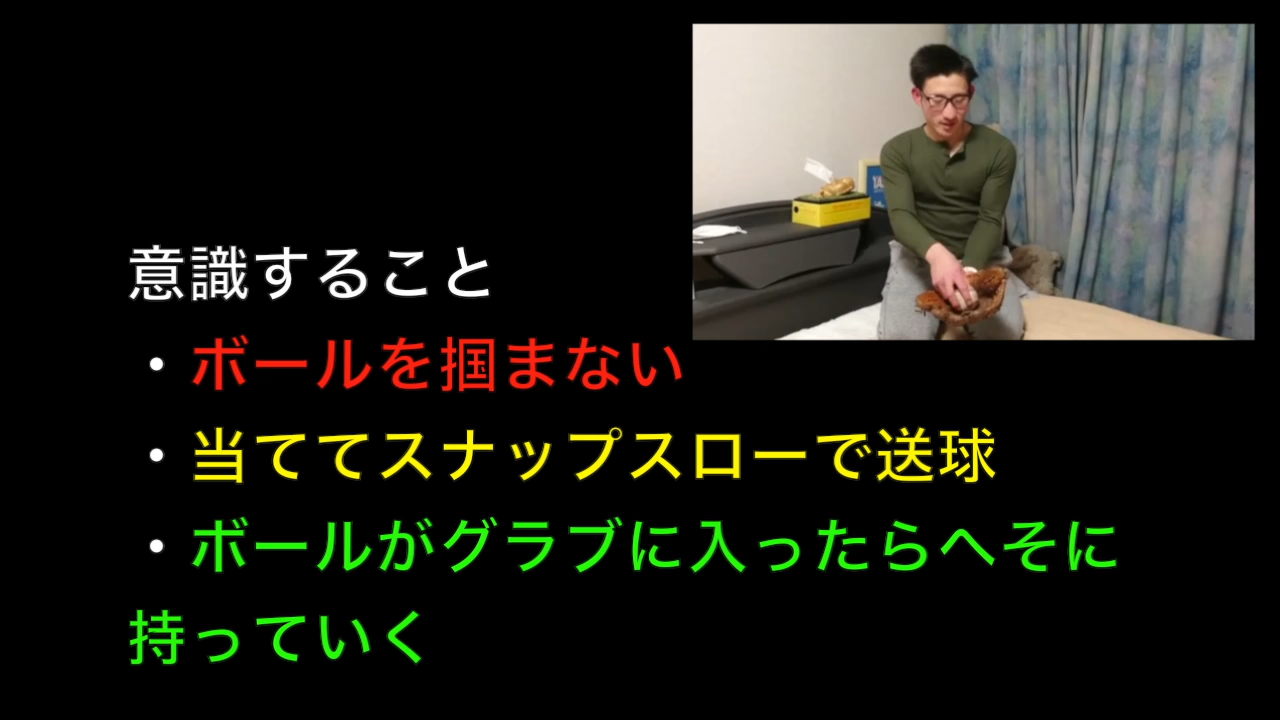 意識すること
・ボールを掴まない
・当ててスナップスローで送球
・ボールがグラブに入ったらへそに
持っていく